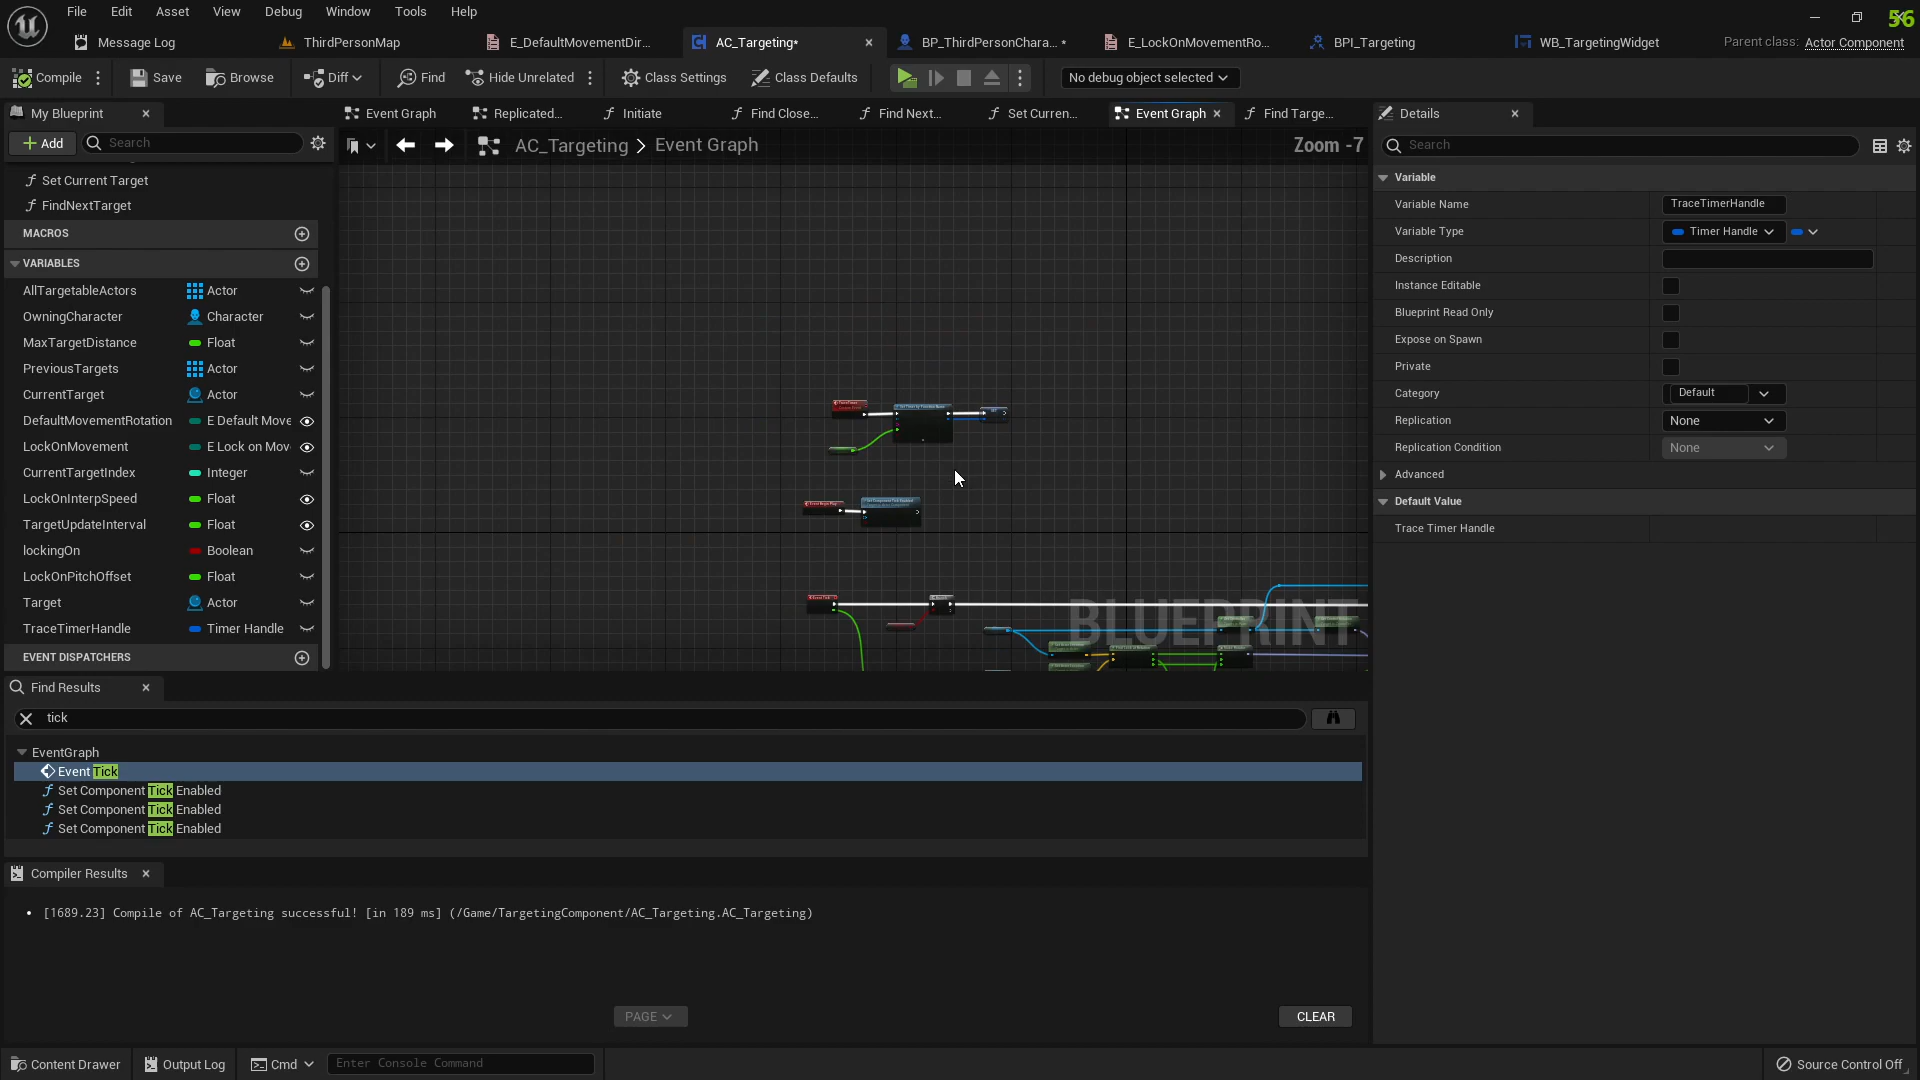 File Edit Asset View Debug Window Tools Help
56
Message Log
ThirdPersonMap
E_DefaultMovementDir...
AC_Targeting*
BP_ThirdPersonChara... *
E_LockOnMovementRo...
BPI_Targeting
WB_TargetingWidget
Parent class: Actor Component
Compile
Save
Browse
Diff
Find
Hide Unrelated
Class Settings
Class Defaults
No debug object selected
My Blueprint
Event Graph
Replicated...
Initiate
Find Close...
Find Next...
Set Curren...
Event Graph
Find Targe...
Details
Add
Search
AC_Targeting > Event Graph
Zoom -7
Search
Set Current Target
FindNextTarget
MACROS
VARIABLES
AllTargetableActors Actor
OwningCharacter Character
MaxTargetDistance Float
PreviousTargets Actor
CurrentTarget Actor
DefaultMovementRotation E Default Move
LockOnMovement E Lock on Mov
CurrentTargetIndex Integer
LockOnInterpSpeed Float
TargetUpdateInterval Float
lockingOn Boolean
LockOnPitchOffset Float
Target Actor
TraceTimerHandle Timer Handle
EVENT DISPATCHERS
BLUEPRINT
Variable
Variable Name TraceTimerHandle
Variable Type Timer Handle
Description
Instance Editable
Blueprint Read Only
Expose on Spawn
Private
Category Default
Replication None
Replication Condition None
Advanced
Default Value
Trace Timer Handle
Find Results
tick
EventGraph
Event Tick
Set Component Tick Enabled
Set Component Tick Enabled
Set Component Tick Enabled
Compiler Results
[1689.23] Compile of AC_Targeting successful! [in 189 ms] (/Game/TargetingComponent/AC_Targeting.AC_Targeting)
PAGE
CLEAR
Content Drawer
Output Log
Cmd
Enter Console Command
Source Control Off